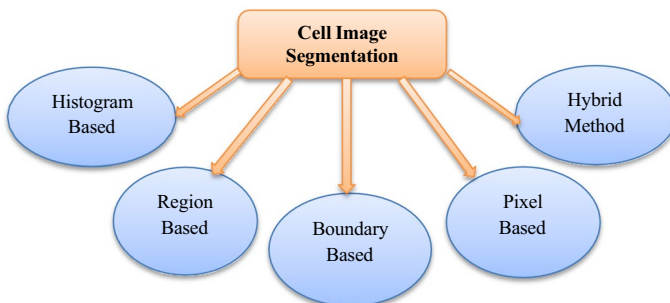 Cell Image
Segmentation
Histogram
Based
Region
Based
Boundary
Based
Pixel
Based
Hybrid
Method